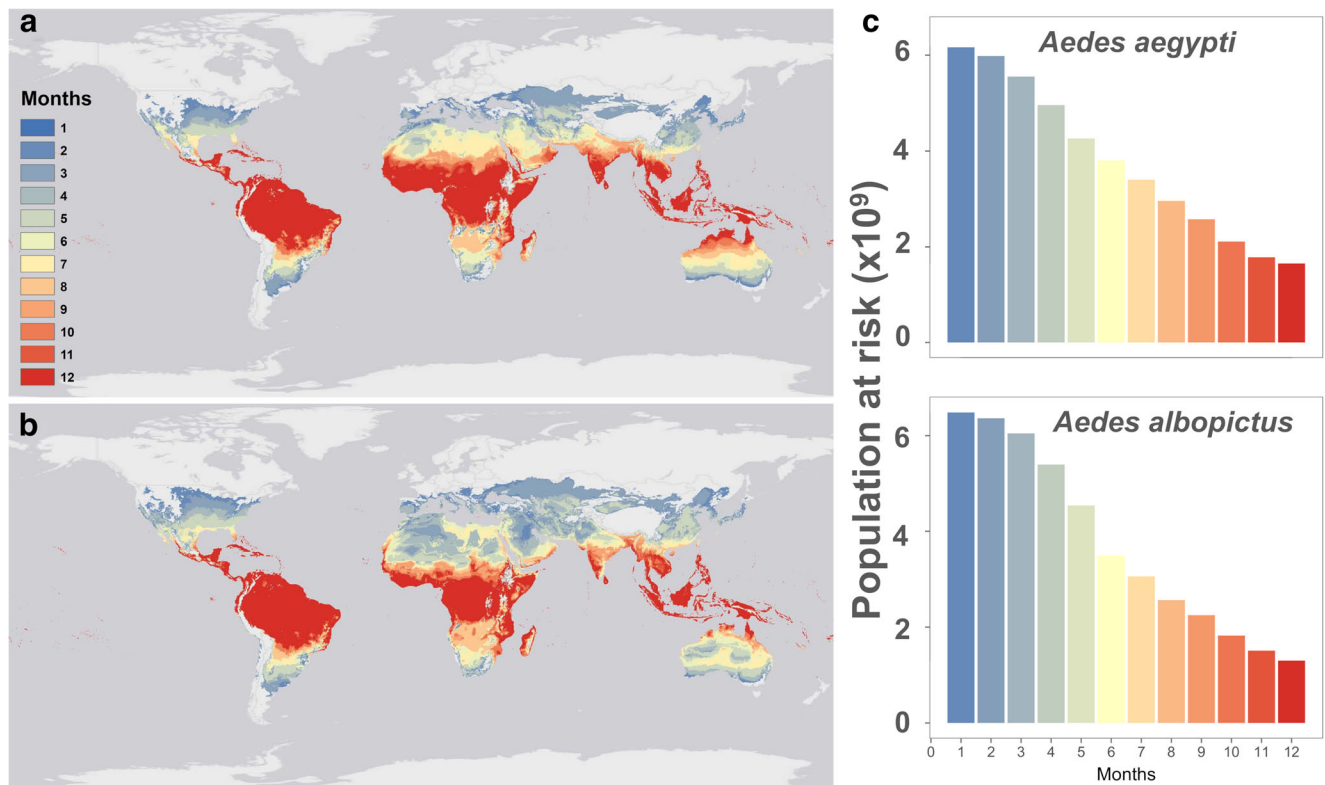 a
Months
1
2
3
4
5
6
7
8
9
10
11
12
b
c
Population at risk (x10⁹)
Aedes aegypti
6
4
2
0
Aedes albopictus
6
4
2
0
0 1 2 3 4 5 6 7 8 9 10 11 12
Months